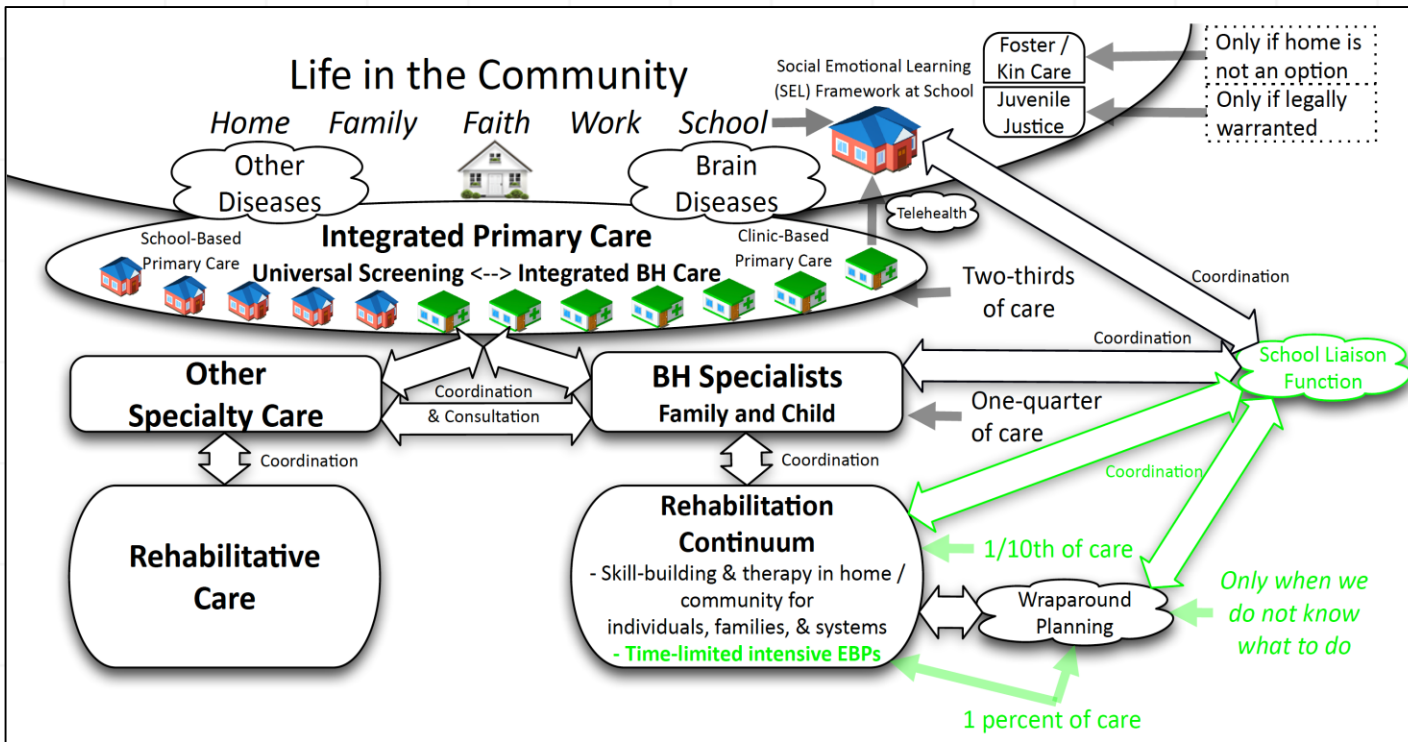 Life in the Community
Home Family Faith Work School
Social Emotional Learning
(SEL) Framework at School
Foster /
Kin Care
Juvenile
Justice
Only if home is
not an option
Only if legally
warranted
Other
Diseases
Brain
Diseases
Telehealth
School-Based
Primary Care
Integrated Primary Care
Clinic-Based
Primary Care
Universal Screening <--> Integrated BH Care
Two-thirds
of care
Coordination
Other
Specialty Care
Coordination
& Consultation
BH Specialists
Family and Child
Coordination
One-quarter
of care
School Liaison
Function
Coordination
Coordination
Coordination
Rehabilitative
Care
Rehabilitation
Continuum
- Skill-building & therapy in home /
community for
individuals, families, & systems
- Time-limited intensive EBPs
1/10th of care
Wraparound
Planning
Only when we
do not know
what to do
1 percent of care